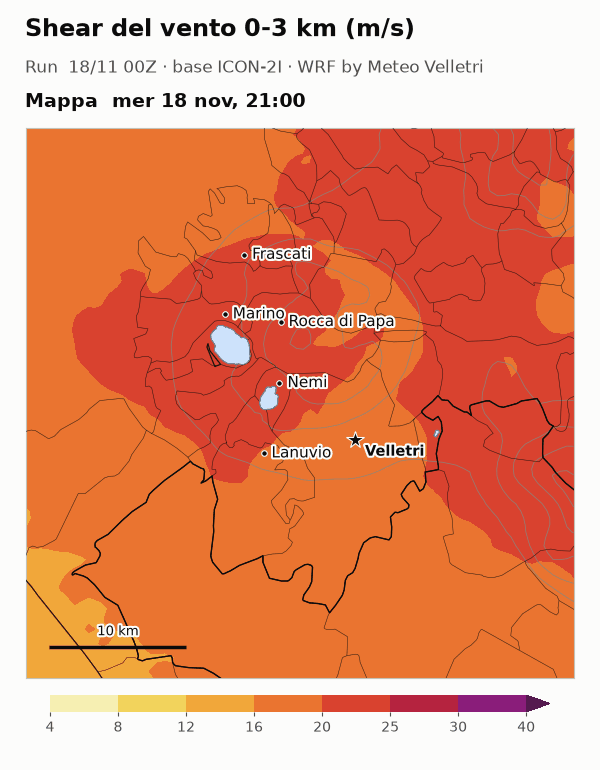 Shear del vento 0-3 km (m/s)
Run 18/11 00Z · base ICON-2I · WRF by Meteo Velletri
Mappa mer 18 nov, 21:00
Frascati
Marino
Rocca di Papa
Nemi
Velletri
Lanuvio
10 km
4 8 12 16 20 25 30 40